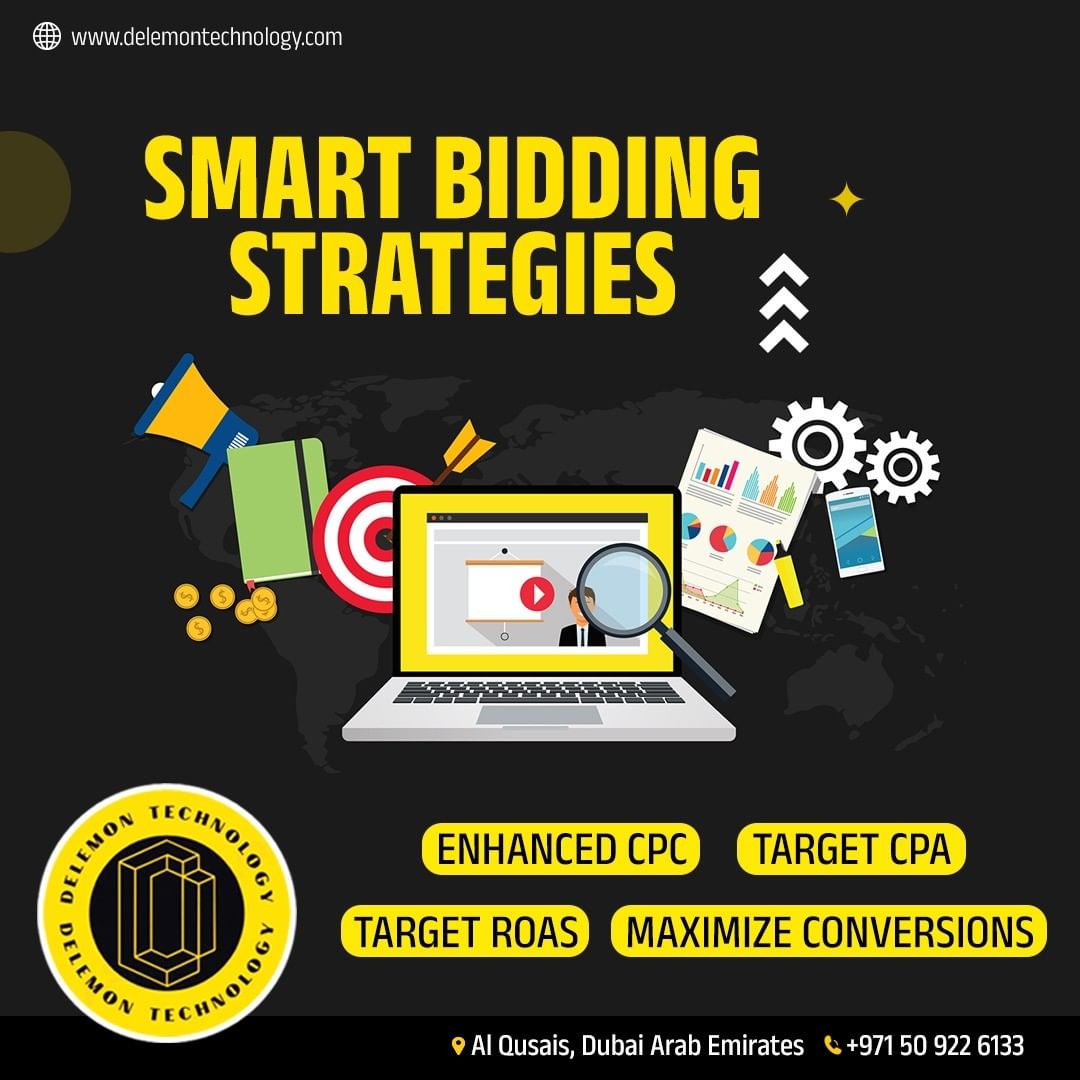 www.delemontechnology.com
SMART BIDDING
STRATEGIES
ENHANCED CPC
TARGET CPA
TARGET ROAS
MAXIMIZE CONVERSIONS
DELEMON TECHNOLOGY
DELEMON TECHNOLOGY
Al Qusais, Dubai Arab Emirates
+971 50 922 6133